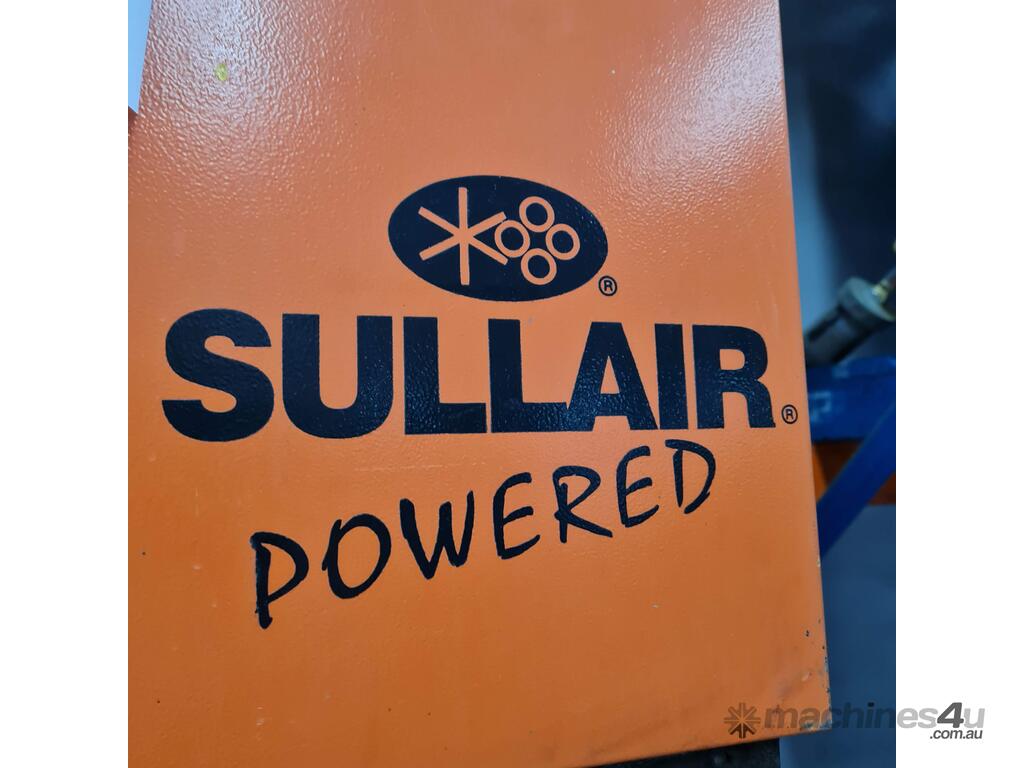 ®
SULLAIR®
POWERED
machines4u
.com.au